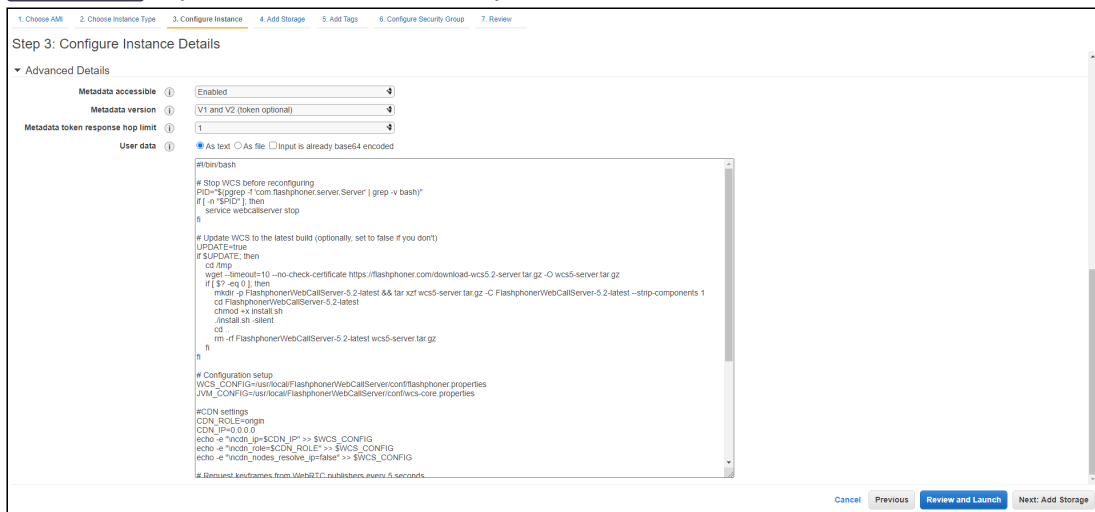 1. Choose AMI 2. Choose Instance Type 3. Configure Instance 4. Add Storage 5. Add Tags 6. Configure Security Group 7. Review
Step 3: Configure Instance Details
Advanced Details
Metadata accessible Enabled
Metadata version V1 and V2 (token optional)
Metadata token response hop limit 1
User data As text As file Input is already base64 encoded
#!/bin/bash
# Stop WCS before reconfiguring
PID="$(pgrep -f 'com.flashphoner.server.Server' | grep -v bash)"
if [ -n "$PID" ]; then
service webcallserver stop
fi
# Update WCS to the latest build (optionally, set to false if you don't)
UPDATE=true
if $UPDATE; then
cd /tmp
wget --timeout=10 --no-check-certificate https://flashphoner.com/download-wcs5.2-server.tar.gz -O wcs5-server.tar.gz
if [ $? -eq 0 ]; then
mkdir -p FlashphonerWebCallServer-5.2-latest && tar xzf wcs5-server.tar.gz -C FlashphonerWebCallServer-5.2-latest --strip-components 1
cd FlashphonerWebCallServer-5.2-latest
chmod +x install.sh
./install.sh -silent
cd ..
rm -rf FlashphonerWebCallServer-5.2-latest wcs5-server.tar.gz
fi
fi
# Configuration setup
WCS_CONFIG=/usr/local/FlashphonerWebCallServer/conf/flashphoner.properties
JVM_CONFIG=/usr/local/FlashphonerWebCallServer/conf/wcs-core.properties
#CDN settings
CDN_ROLE=origin
CDN_IP=0.0.0.0
echo -e "\ncdn_ip=$CDN_IP" >> $WCS_CONFIG
echo -e "\ncdn_role=$CDN_ROLE" >> $WCS_CONFIG
echo -e "\ncdn_nodes_resolve_ip=false" >> $WCS_CONFIG
# Request keyframes from WebRTC publishers every 5 seconds
Cancel Previous Review and Launch Next: Add Storage